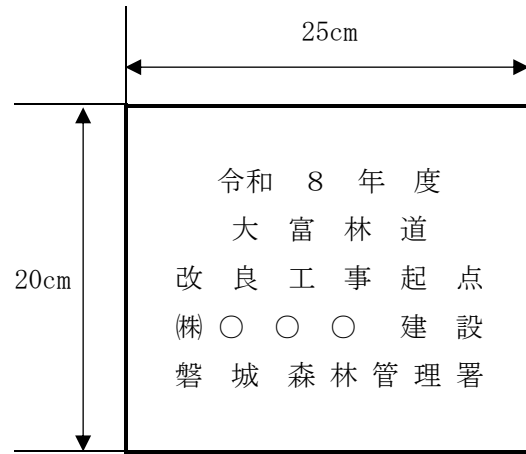 25cm
20cm
令和 8 年 度
大 富 林 道
改 良 工 事 起 点
㈱ ○ ○ ○ 建 設
磐 城 森 林 管 理 署